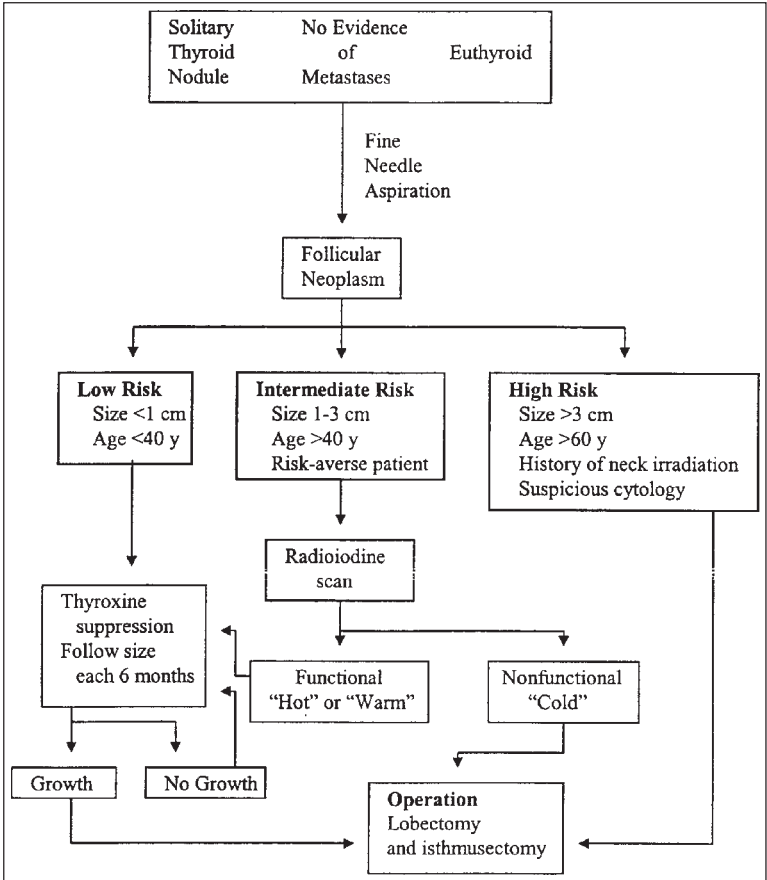 Solitary No Evidence
Thyroid of Euthyroid
Nodule Metastases
Fine
Needle
Aspiration
Follicular
Neoplasm
Low Risk
Size <1 cm
Age <40 y
Intermediate Risk
Size 1-3 cm
Age >40 y
Risk-averse patient
High Risk
Size >3 cm
Age >60 y
History of neck irradiation
Suspicious cytology
Radioiodine
scan
Thyroxine
suppression
Follow size
each 6 months
Functional
“Hot” or “Warm”
Nonfunctional
“Cold”
Growth
No Growth
Operation
Lobectomy
and isthmusectomy